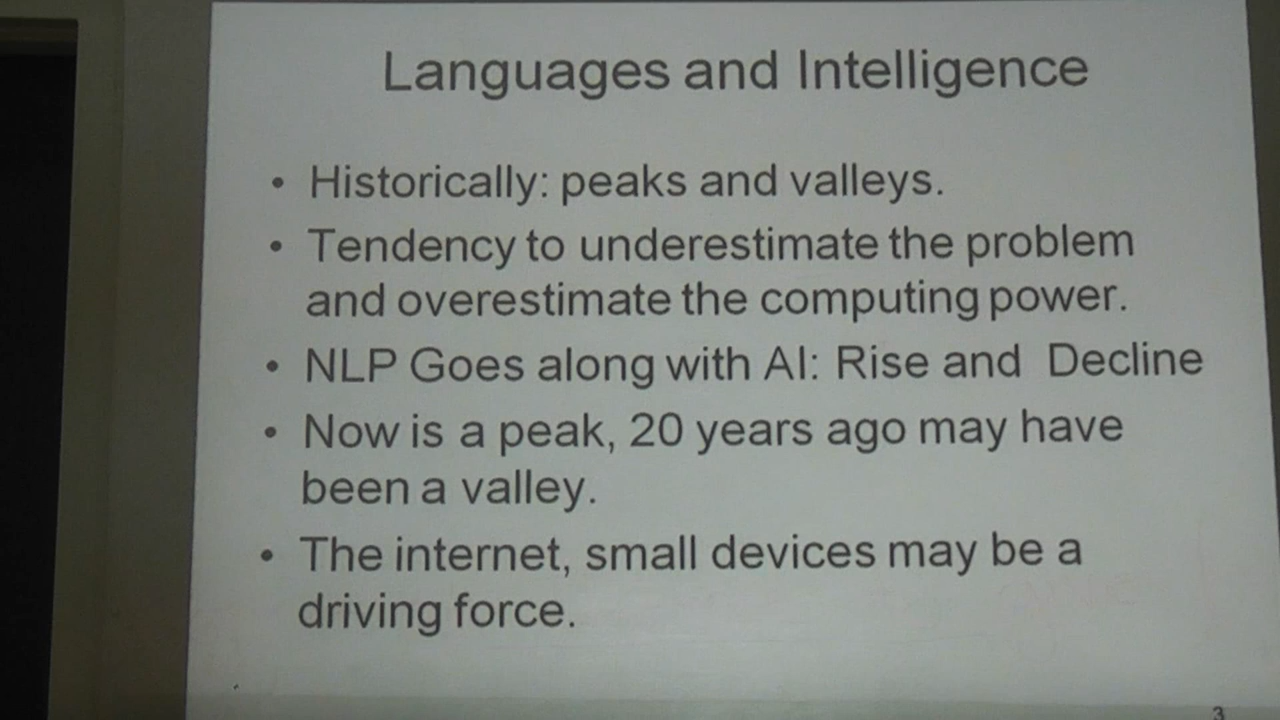 Languages and Intelligence
• Historically: peaks and valleys.
• Tendency to underestimate the problem
and overestimate the computing power.
• NLP Goes along with AI: Rise and Decline
• Now is a peak, 20 years ago may have
been a valley.
• The internet, small devices may be a
driving force.
3